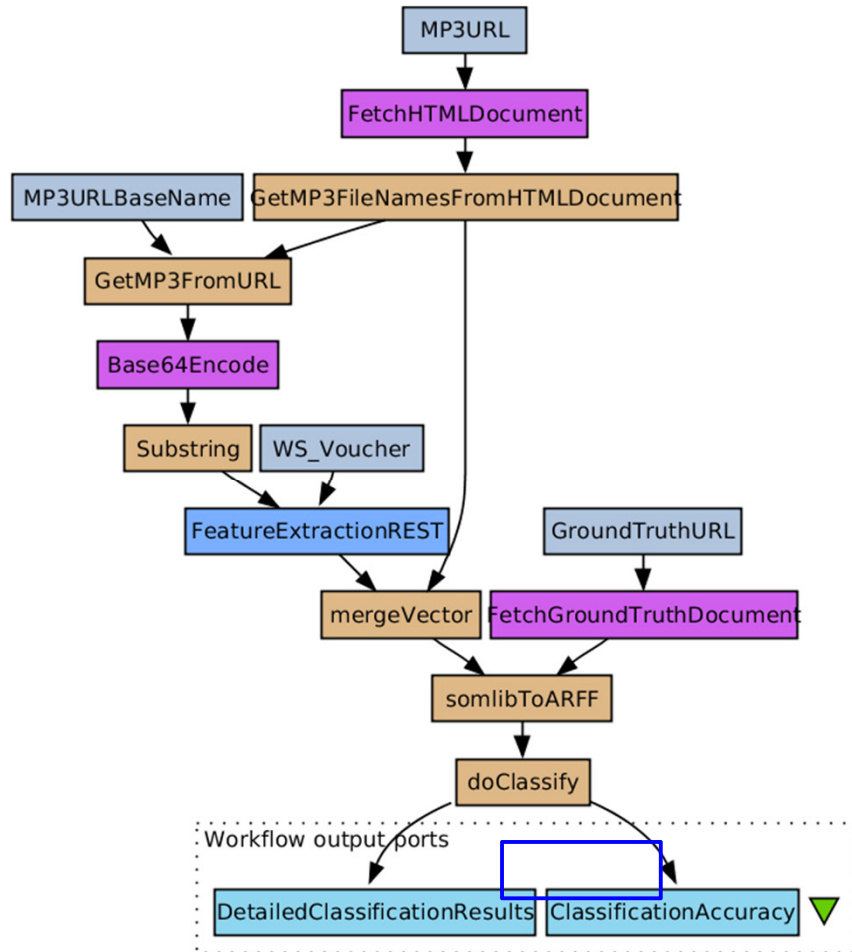 MP3URL
FetchHTMLDocument
MP3URLBaseName
GetMP3FileNamesFromHTMLDocument
GetMP3FromURL
Base64Encode
Substring
WS_Voucher
FeatureExtractionREST
GroundTruthURL
mergeVector
FetchGroundTruthDocument
somlibToARFF
doClassify
Workflow output ports
DetailedClassificationResults
ClassificationAccuracy